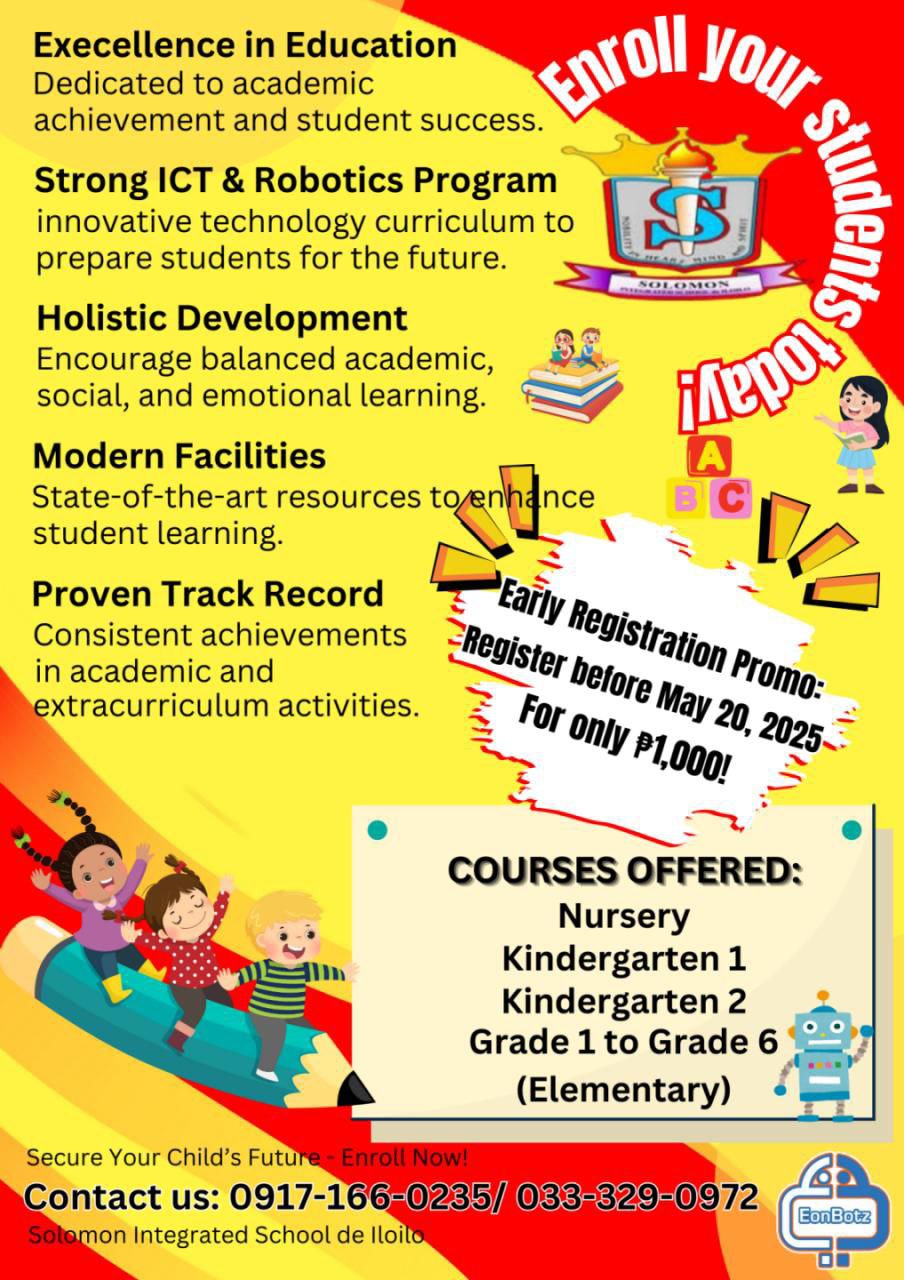 Execellence in Education
Dedicated to academic
achievement and student success.
Strong ICT & Robotics Program
innovative technology curriculum to
prepare students for the future.
Holistic Development
Encourage balanced academic,
social, and emotional learning.
Modern Facilities
State-of-the-art resources to enhance
student learning.
Proven Track Record
Consistent achievements
in academic and
extracurriculum activities.
Enroll your students today!
S
NOBILITY IN HEART MIND AND SPIRIT
SOLOMON
INTEGRATED SCHOOL de ILOILO
A
B C
Early Registration Promo:
Register before May 20, 2025
For only ₱1,000!
COURSES OFFERED:
Nursery
Kindergarten 1
Kindergarten 2
Grade 1 to Grade 6
(Elementary)
Secure Your Child's Future - Enroll Now!
Contact us: 0917-166-0235/ 033-329-0972
Solomon Integrated School de Iloilo
EonBotz